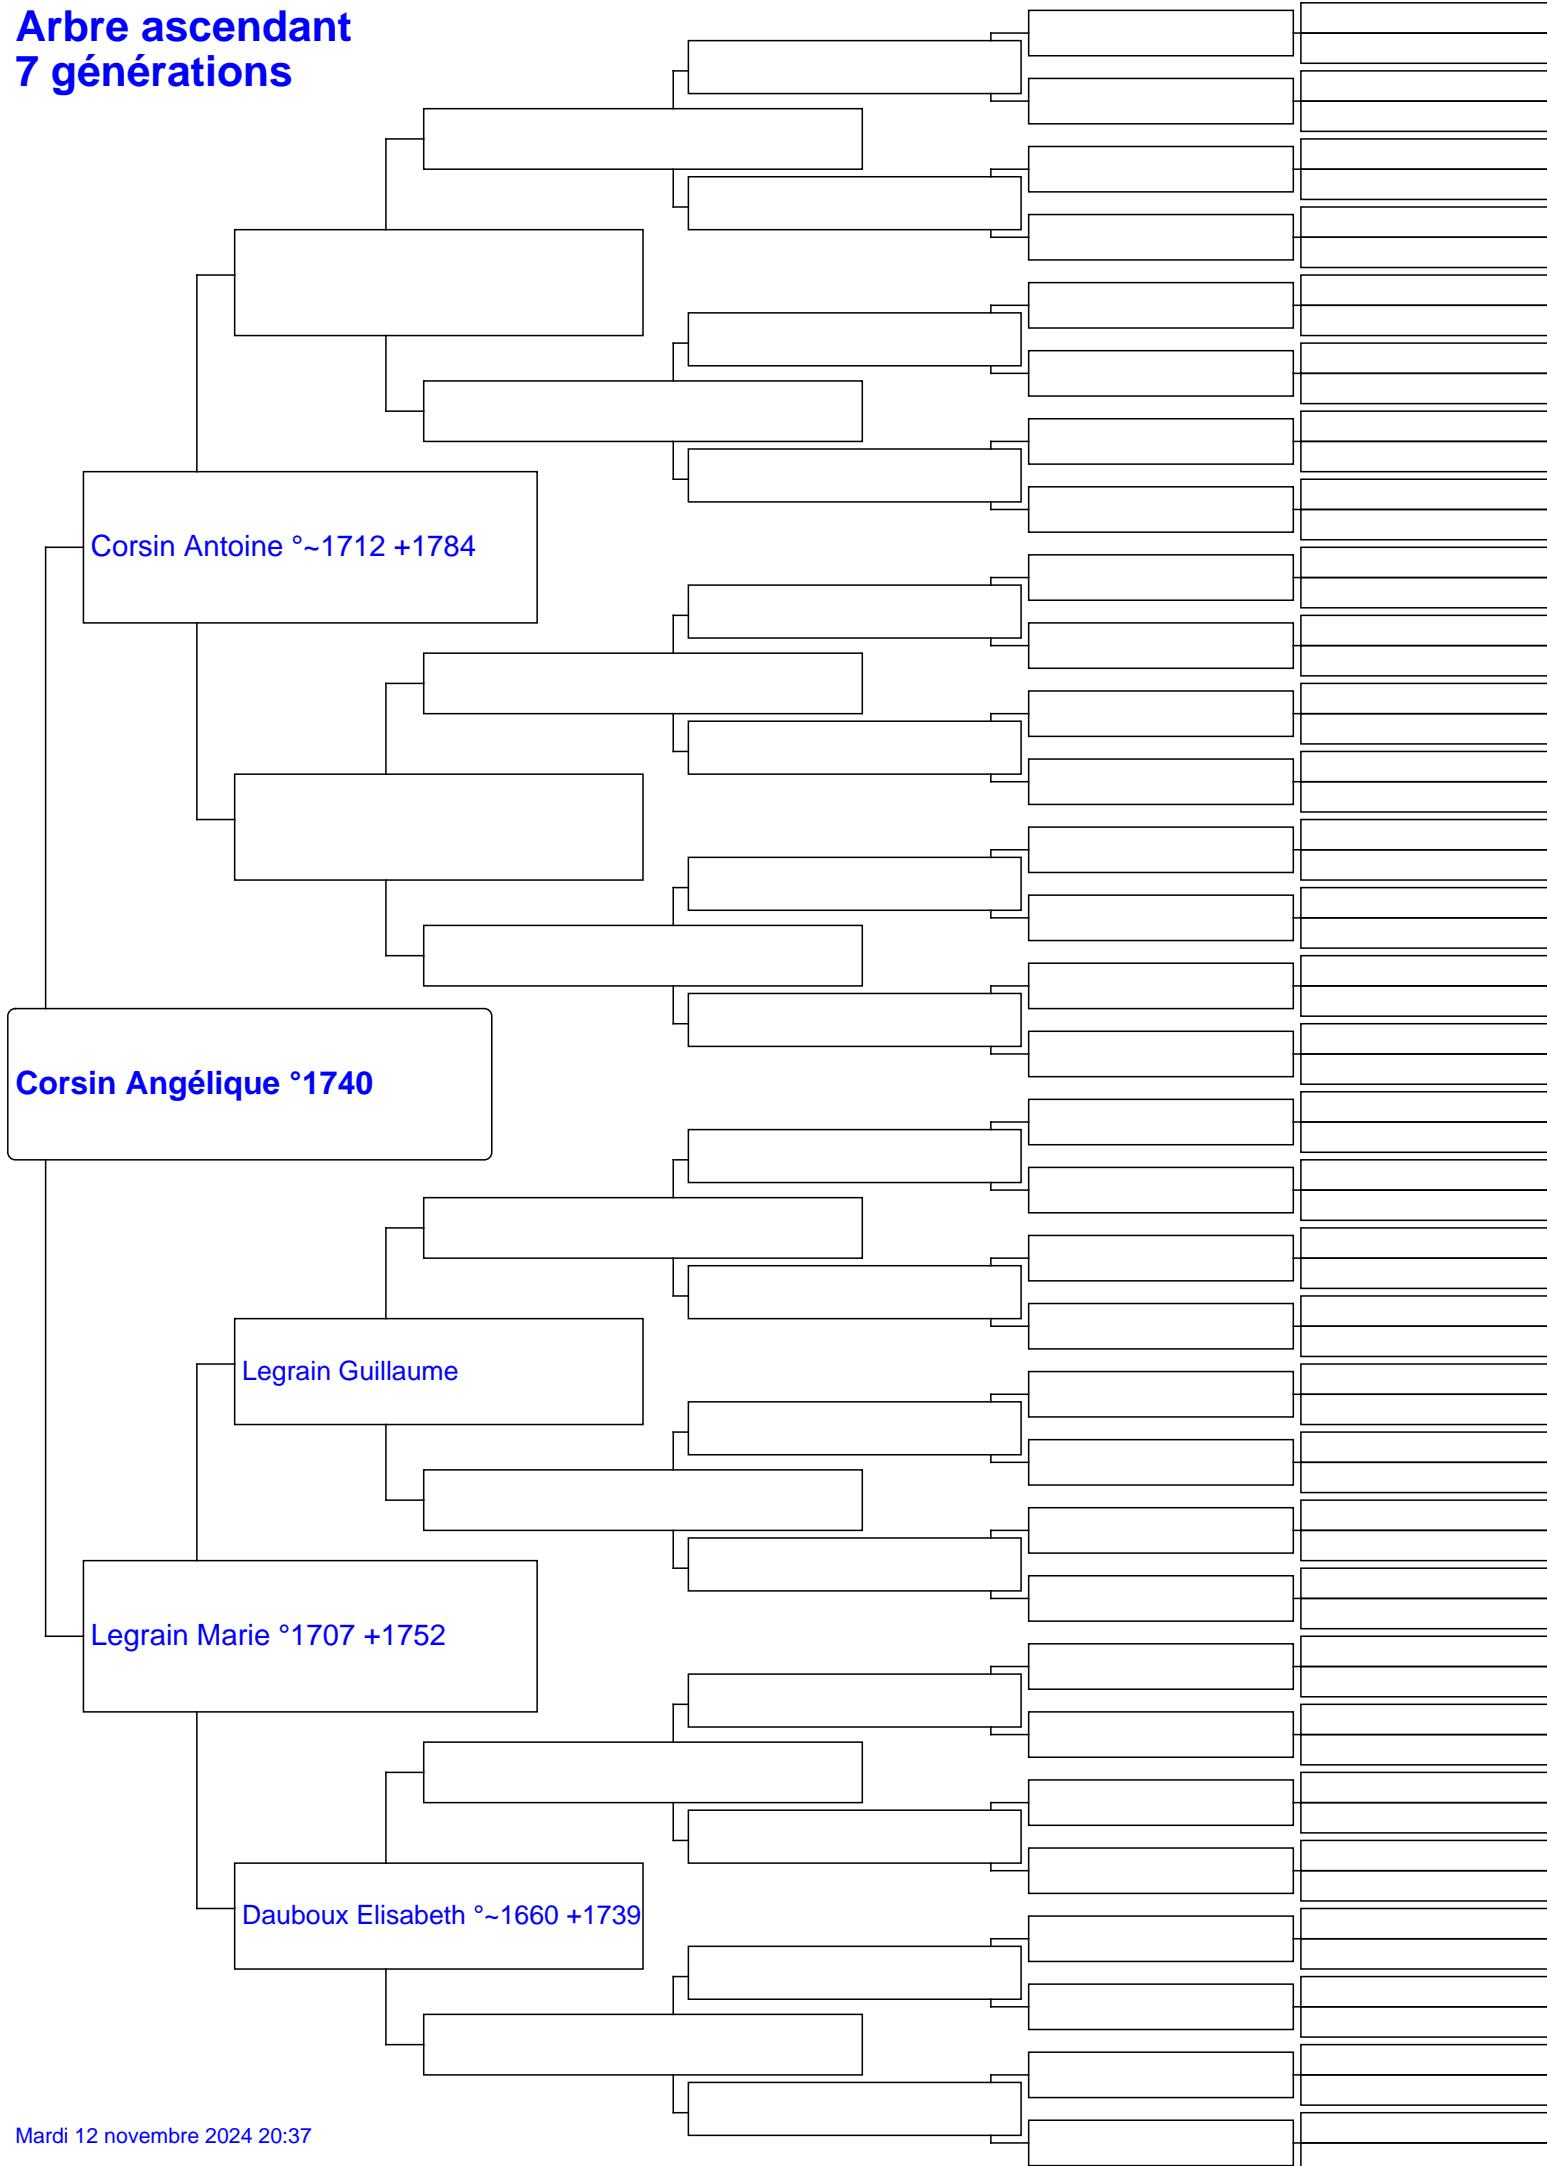 Arbre ascendant
7 générations
Corsin Antoine °~1712 +1784
Corsin Angélique °1740
Legrain Guillaume
Legrain Marie °1707 +1752
Dauboux Elisabeth °~1660 +1739
Mardi 12 novembre 2024 20:37